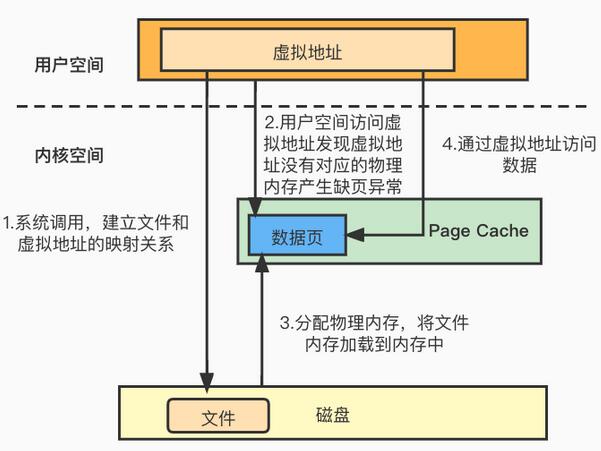 虚拟地址
用户空间
2.用户空间访问虚
拟地址发现虚拟地
址没有对应的物理
内存产生缺页异常
4.通过虚拟地址访问
数据
内核空间
1.系统调用，建立文件和
虚拟地址的映射关系
数据页
Page Cache
3.分配物理内存，将文件
内存加载到内存中
文件
磁盘